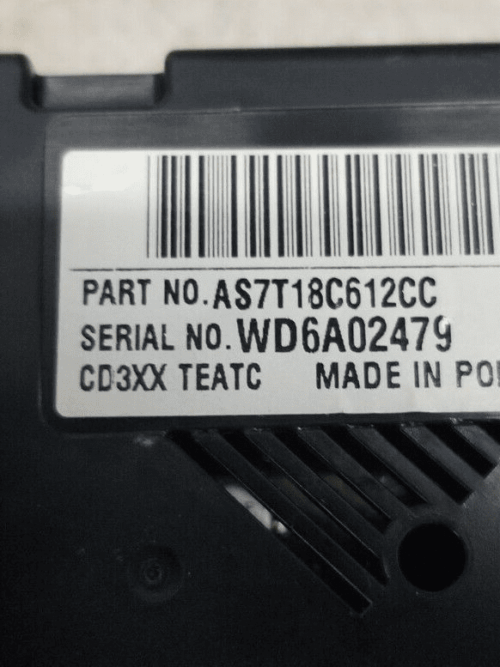 PART NO.AS7T18C612CC
SERIAL NO.WD6A02479
CD3XX TEATC MADE IN